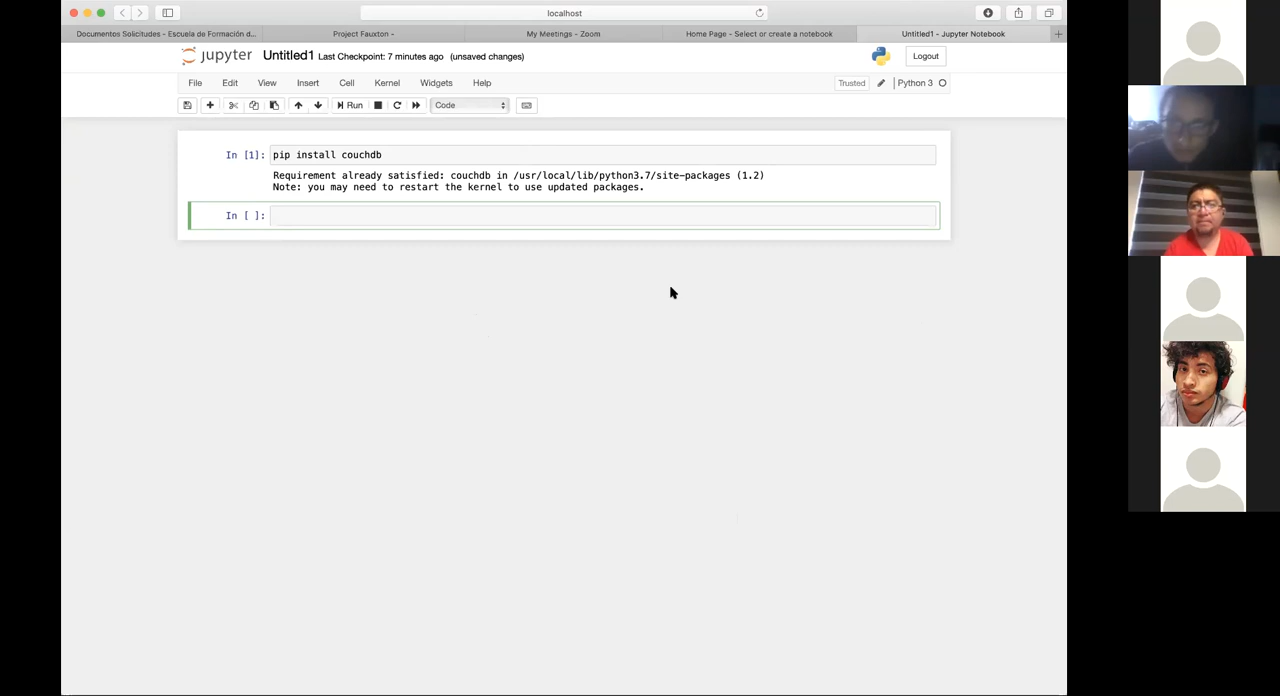 localhost
Documentos Solicitudes - Escuela de Formación d...
Project Fauxton -
My Meetings - Zoom
Home Page - Select or create a notebook
Untitled1 - Jupyter Notebook
jupyter Untitled1 Last Checkpoint: 7 minutes ago (unsaved changes)
Logout
File Edit View Insert Cell Kernel Widgets Help
Trusted Python 3
Run Code
In [1]: pip install couchdb
Requirement already satisfied: couchdb in /usr/local/lib/python3.7/site-packages (1.2)
Note: you may need to restart the kernel to use updated packages.
In [ ]: